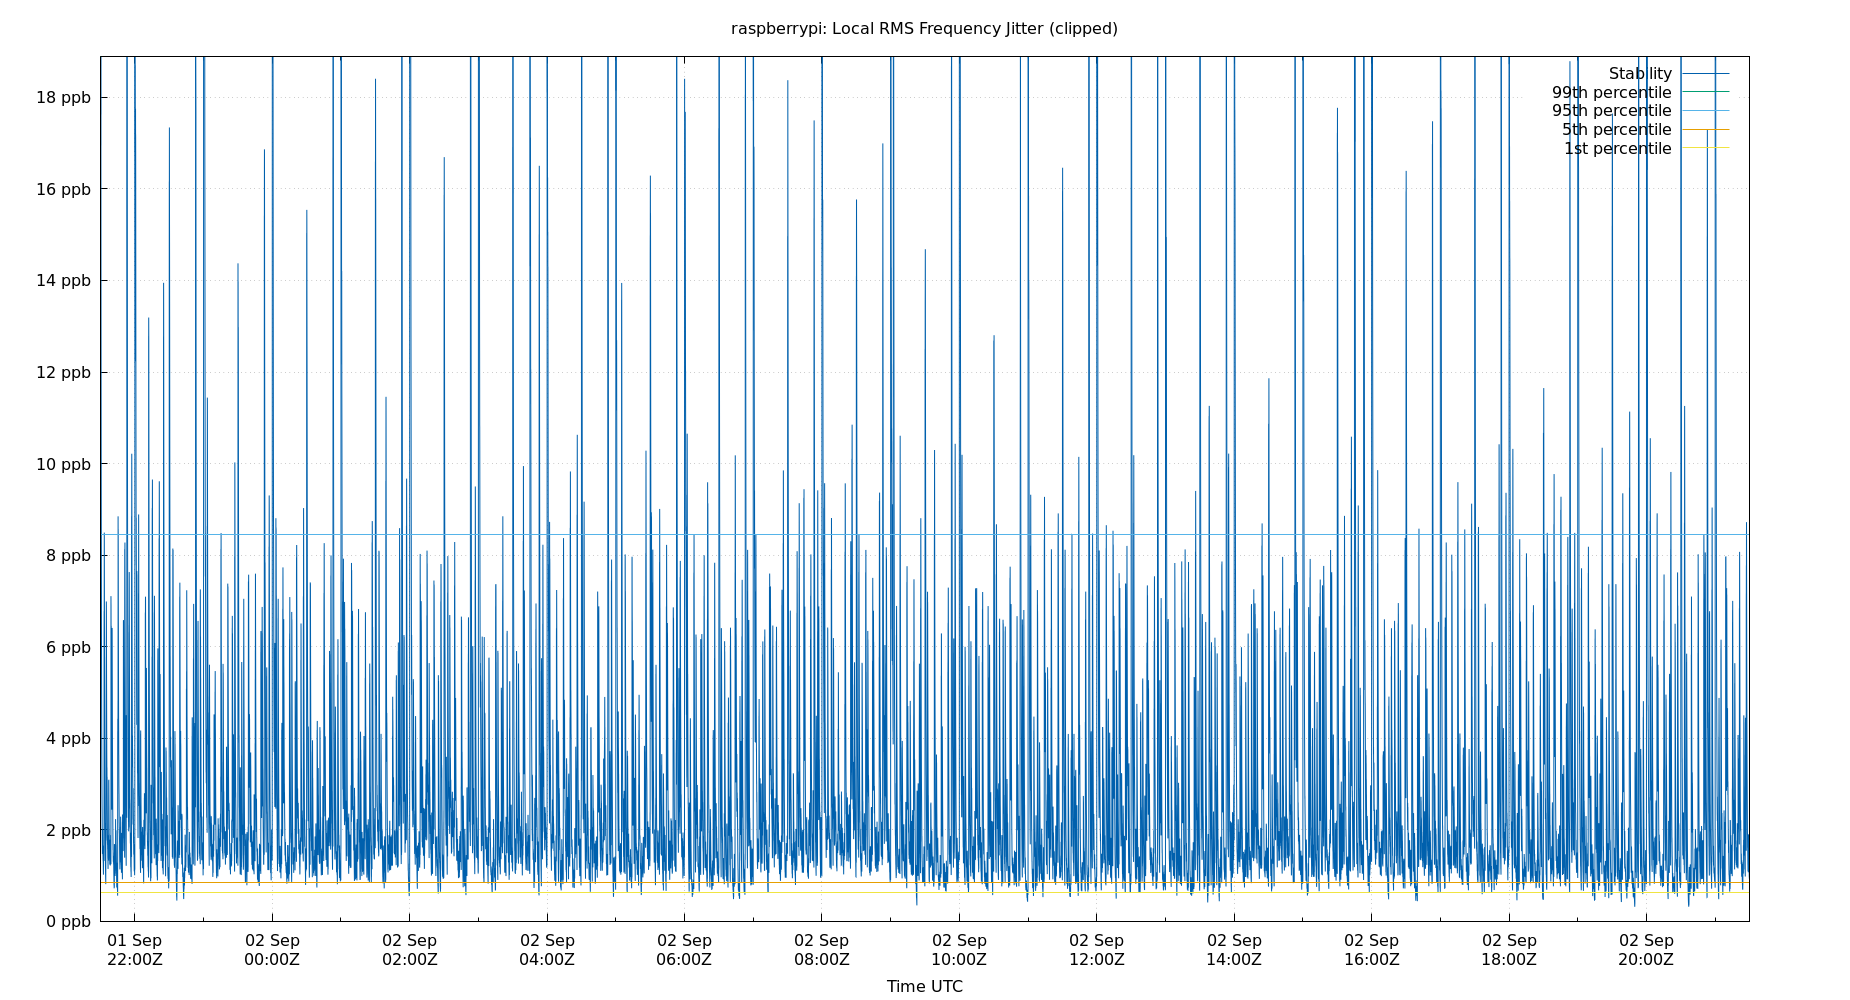 raspberrypi: Local RMS Frequency Jitter (clipped)
18 ppb
16 ppb
14 ppb
12 ppb
10 ppb
8 ppb
6 ppb
4 ppb
2 ppb
0 ppb
Stability
99th percentile
95th percentile
5th percentile
1st percentile
01 Sep 02 Sep 02 Sep 02 Sep 02 Sep 02 Sep 02 Sep 02 Sep 02 Sep 02 Sep 02 Sep 02 Sep
22:00Z 00:00Z 02:00Z 04:00Z 06:00Z 08:00Z 10:00Z 12:00Z 14:00Z 16:00Z 18:00Z 20:00Z
Time UTC